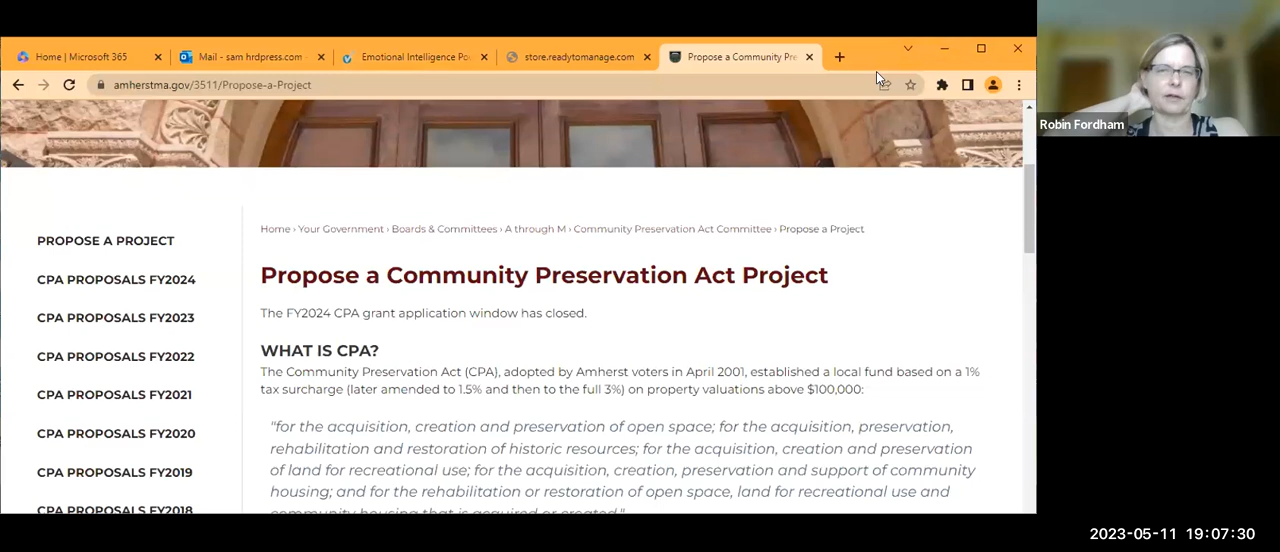 Home | Microsoft 365
Mail - sam hrdpress.com
Emotional Intelligence Po
store.readytomanage.com
Propose a Community Pre
amherstma.gov/3511/Propose-a-Project
Robin Fordham
PROPOSE A PROJECT
CPA PROPOSALS FY2024
CPA PROPOSALS FY2023
CPA PROPOSALS FY2022
CPA PROPOSALS FY2021
CPA PROPOSALS FY2020
CPA PROPOSALS FY2019
CPA PROPOSALS FY2018
Home › Your Government › Boards & Committees › A through M › Community Preservation Act Committee › Propose a Project
Propose a Community Preservation Act Project
The FY2024 CPA grant application window has closed.
WHAT IS CPA?
The Community Preservation Act (CPA), adopted by Amherst voters in April 2001, established a local fund based on a 1%
tax surcharge (later amended to 1.5% and then to the full 3%) on property valuations above $100,000:
"for the acquisition, creation and preservation of open space; for the acquisition, preservation,
rehabilitation and restoration of historic resources; for the acquisition, creation and preservation
of land for recreational use; for the acquisition, creation, preservation and support of community
housing; and for the rehabilitation or restoration of open space, land for recreational use and
community housing that is acquired or created."
2023-05-11 19:07:30